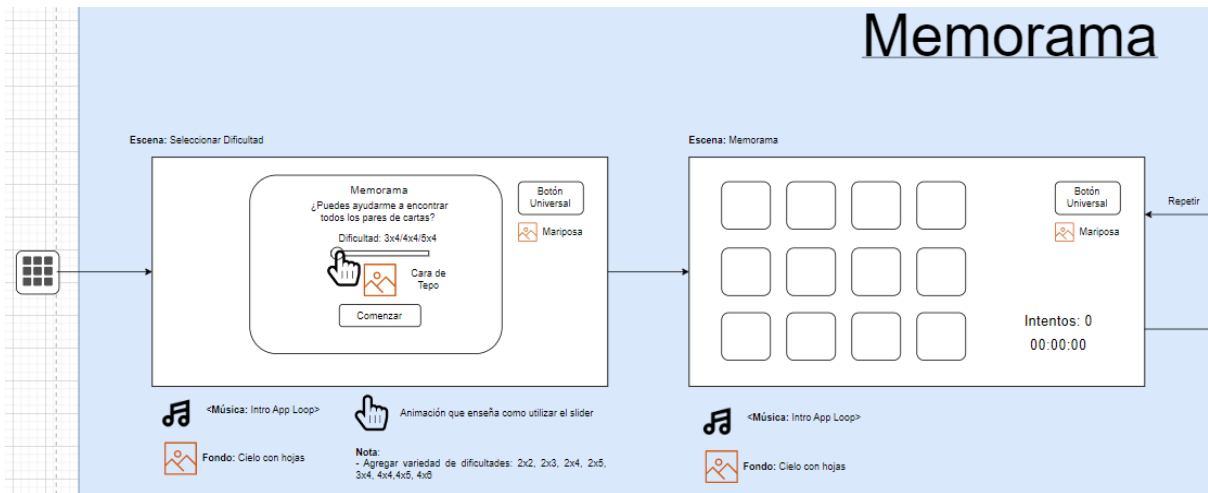 Memorama
Escena: Seleccionar Dificultad
Memorama
¿Puedes ayudarme a encontrar
todos los pares de cartas?
Dificultad: 3x4/4x4/5x4
Cara de
Tepo
Comenzar
Botón
Universal
Mariposa
<Música: Intro App Loop>
Animación que enseña como utilizar el slider
Fondo: Cielo con hojas
Nota:
- Agregar variedad de dificultades: 2x2, 2x3, 2x4, 2x5,
3x4, 4x4,4x5, 4x6
Escena: Memorama
Botón
Universal
Mariposa
Intentos: 0
00:00:00
Repetir
<Música: Intro App Loop>
Fondo: Cielo con hojas